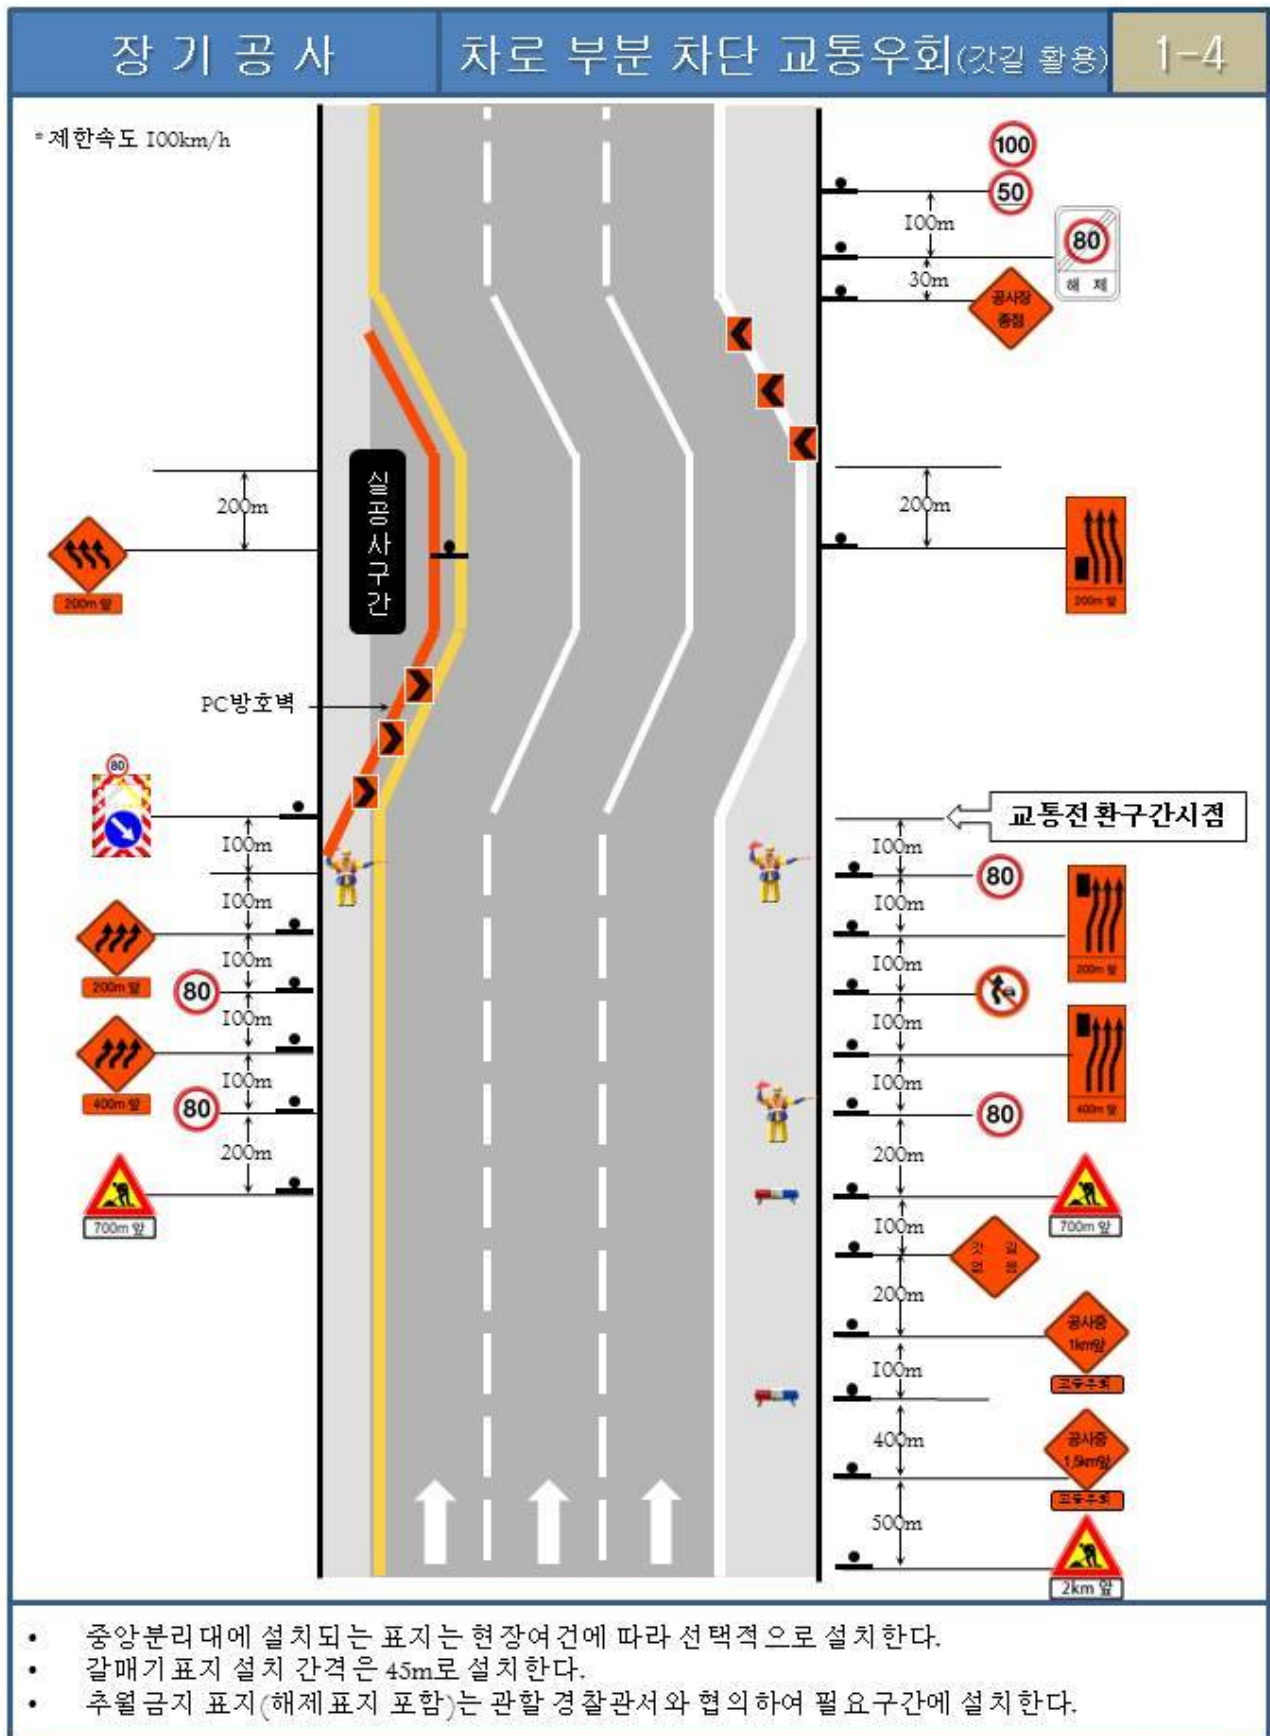 장 기 공 사
차로 부분 차단 교통우회(갓길 활용)
1-4
*제한속도 100km/h
100
50
100m
80
해 제
30m
공사장
종점
실공사구간
200m
200m
200m 앞
200m 앞
PC방호벽
80
교통전환구간시점
100m
100m
80
100m
100m
200m 앞
200m 앞
100m
100m
80
100m
100m
400m 앞
400m 앞
100m
100m
80
80
200m
200m
700m 앞
700m 앞
100m
갓 길
없 음
200m
공사중
1km앞
교통우회
100m
400m
공사중
1.5km앞
교통우회
500m
2km 앞
• 중앙분리대에 설치되는 표지는 현장여건에 따라 선택적으로 설치한다.
• 갈매기표지 설치 간격은 45m로 설치한다.
• 추월금지 표지(해제표지 포함)는 관할 경찰관서와 협의하여 필요구간에 설치한다.